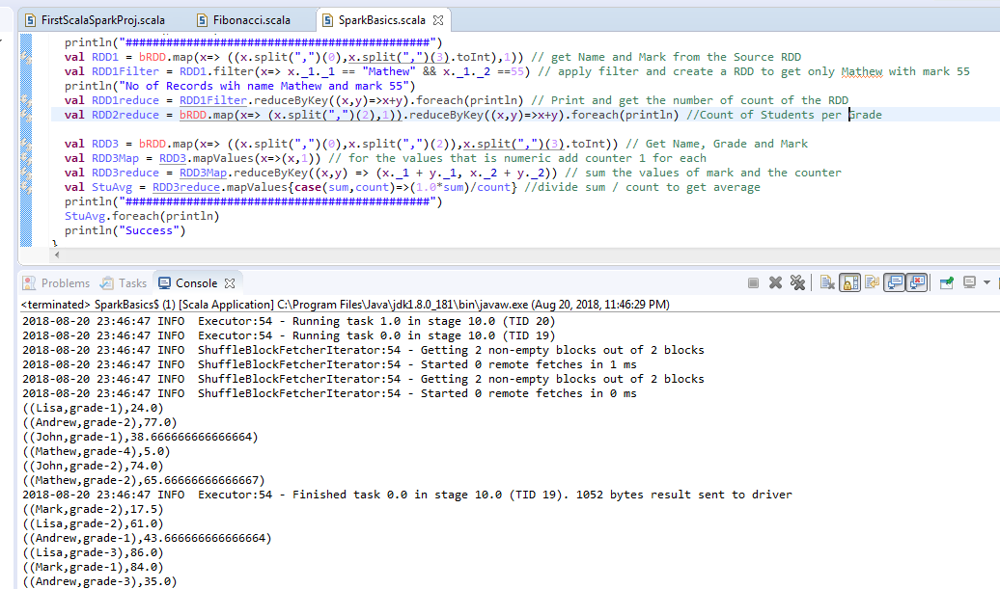 FirstScalaSparkProj.scala Fibonacci.scala SparkBasics.scala
println("############################################")
val RDD1 = bRDD.map(x=> ((x.split(",")(0),x.split(",")(3).toInt),1)) // get Name and Mark from the Source RDD
val RDD1Filter = RDD1.filter(x=> x._1._1 == "Mathew" && x._1._2 ==55) // apply filter and create a RDD to get only Mathew with mark 55
println("No of Records wih name Mathew and mark 55")
val RDD1reduce = RDD1Filter.reduceByKey((x,y)=>x+y).foreach(println) // Print and get the number of count of the RDD
val RDD2reduce = bRDD.map(x=> (x.split(",")(2),1)).reduceByKey((x,y)=>x+y).foreach(println) //Count of Students per Grade
val RDD3 = bRDD.map(x=> ((x.split(",")(0),x.split(",")(2)),x.split(",")(3).toInt)) // Get Name, Grade and Mark
val RDD3Map = RDD3.mapValues(x=>(x,1)) // for the values that is numeric add counter 1 for each
val RDD3reduce = RDD3Map.reduceByKey((x,y) => (x._1 + y._1, x._2 + y._2)) // sum the values of mark and the counter
val StuAvg = RDD3reduce.mapValues{case(sum,count)=>(1.0*sum)/count} //divide sum / count to get average
println("############################################")
StuAvg.foreach(println)
println("Success")
}
Problems Tasks Console
<terminated> SparkBasics$ (1) [Scala Application] C:\Program Files\Java\jdk1.8.0_181\bin\javaw.exe (Aug 20, 2018, 11:46:29 PM)
2018-08-20 23:46:47 INFO Executor:54 - Running task 1.0 in stage 10.0 (TID 20)
2018-08-20 23:46:47 INFO Executor:54 - Running task 0.0 in stage 10.0 (TID 19)
2018-08-20 23:46:47 INFO ShuffleBlockFetcherIterator:54 - Getting 2 non-empty blocks out of 2 blocks
2018-08-20 23:46:47 INFO ShuffleBlockFetcherIterator:54 - Started 0 remote fetches in 1 ms
2018-08-20 23:46:47 INFO ShuffleBlockFetcherIterator:54 - Getting 2 non-empty blocks out of 2 blocks
2018-08-20 23:46:47 INFO ShuffleBlockFetcherIterator:54 - Started 0 remote fetches in 0 ms
((Lisa,grade-1),24.0)
((Andrew,grade-2),77.0)
((John,grade-1),38.666666666666664)
((Mathew,grade-4),5.0)
((John,grade-2),74.0)
((Mathew,grade-2),65.66666666666667)
2018-08-20 23:46:47 INFO Executor:54 - Finished task 0.0 in stage 10.0 (TID 19). 1052 bytes result sent to driver
((Mark,grade-2),17.5)
((Lisa,grade-2),61.0)
((Andrew,grade-1),43.666666666666664)
((Lisa,grade-3),86.0)
((Mark,grade-1),84.0)
((Andrew,grade-3),35.0)